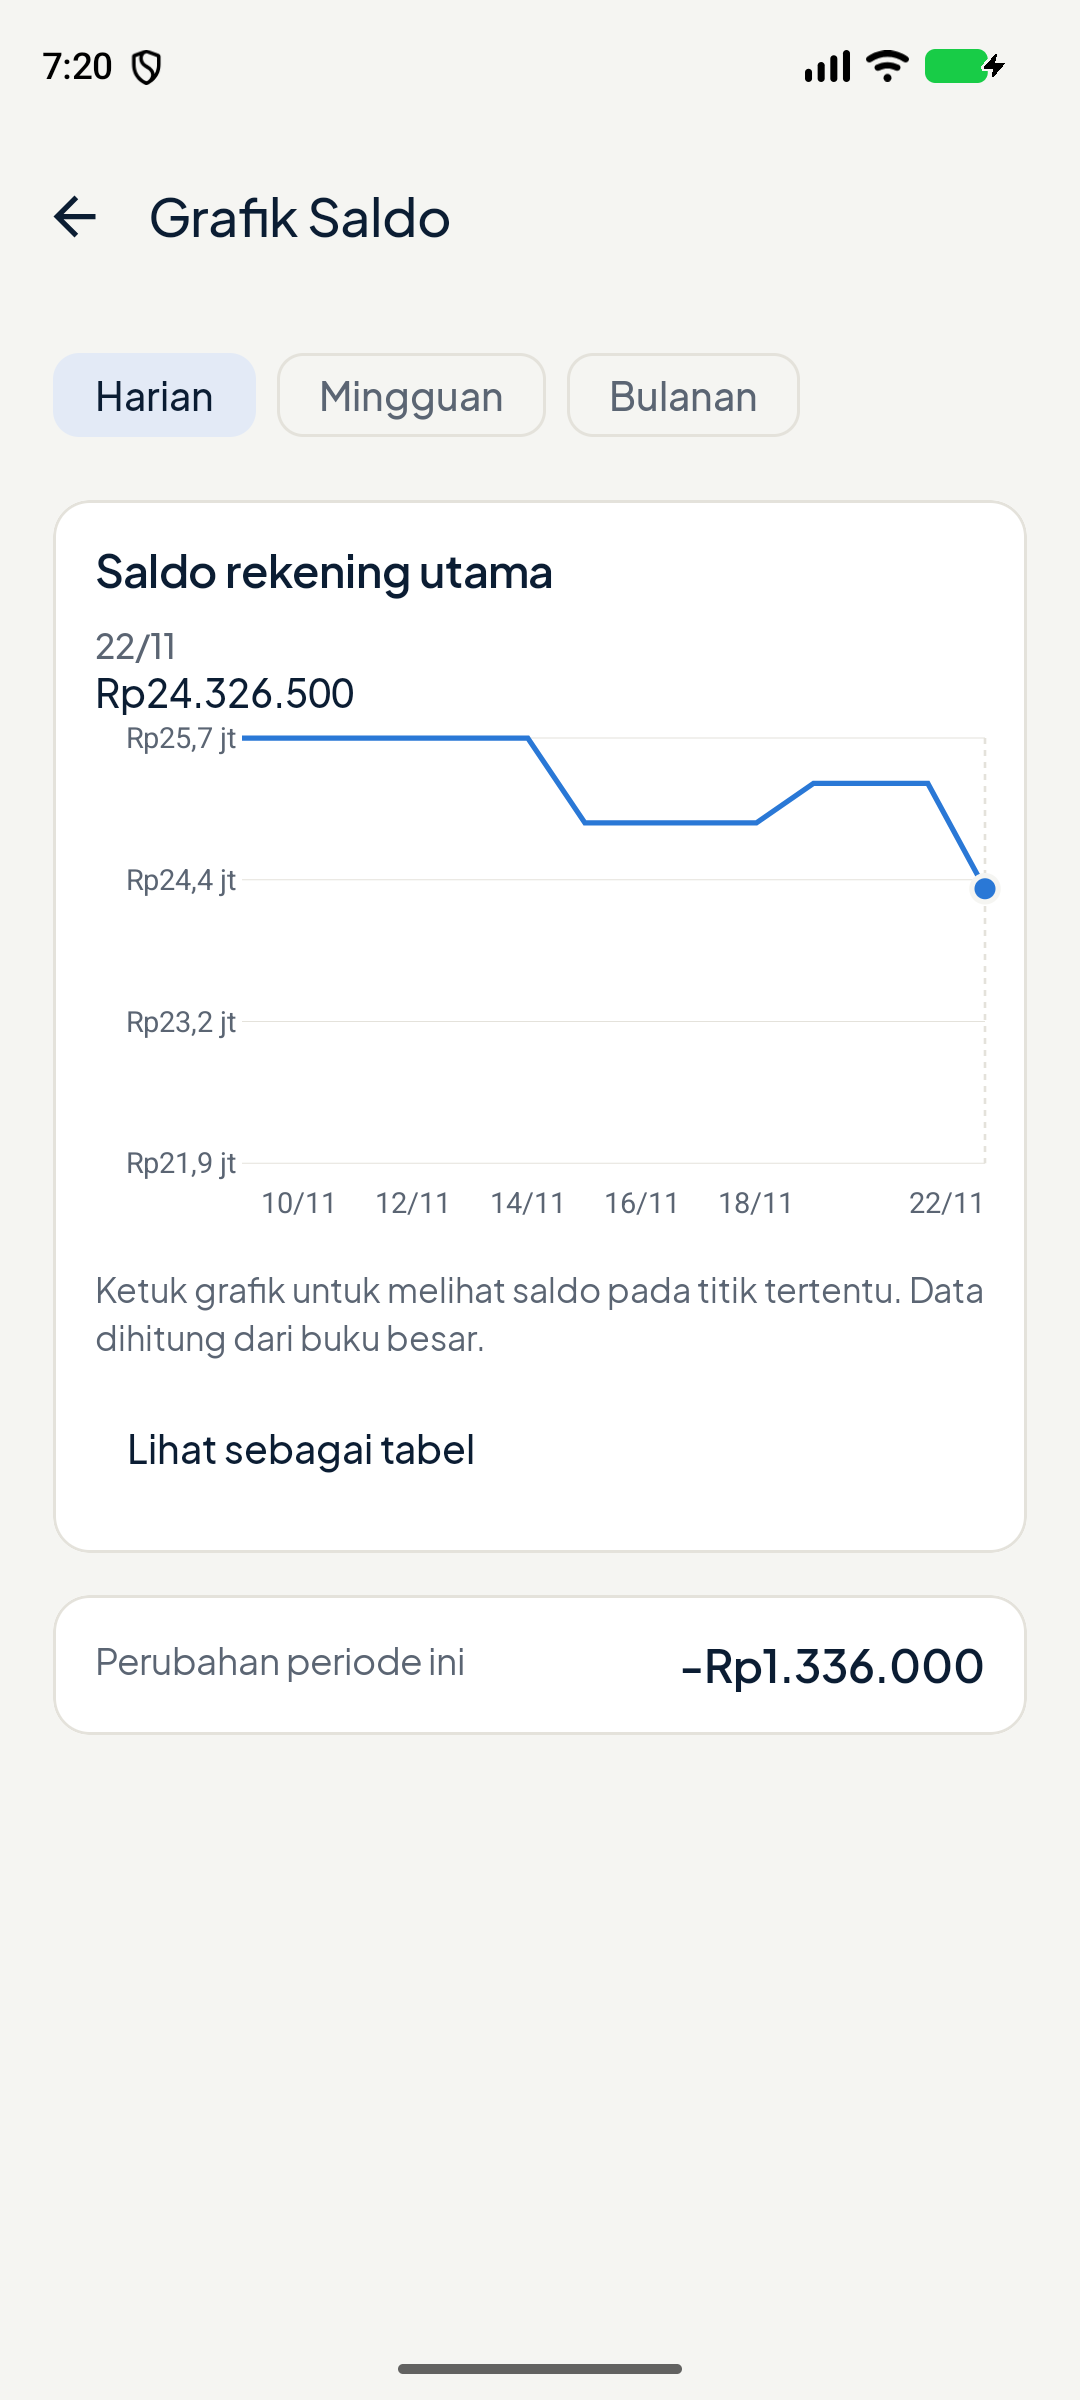 7:20
Grafik Saldo
Harian
Mingguan
Bulanan
Saldo rekening utama
22/11
Rp24.326.500
Rp25,7 jt
Rp24,4 jt
Rp23,2 jt
Rp21,9 jt
10/11 12/11 14/11 16/11 18/11 22/11
Ketuk grafik untuk melihat saldo pada titik tertentu. Data
dihitung dari buku besar.
Lihat sebagai tabel
Perubahan periode ini
-Rp1.336.000